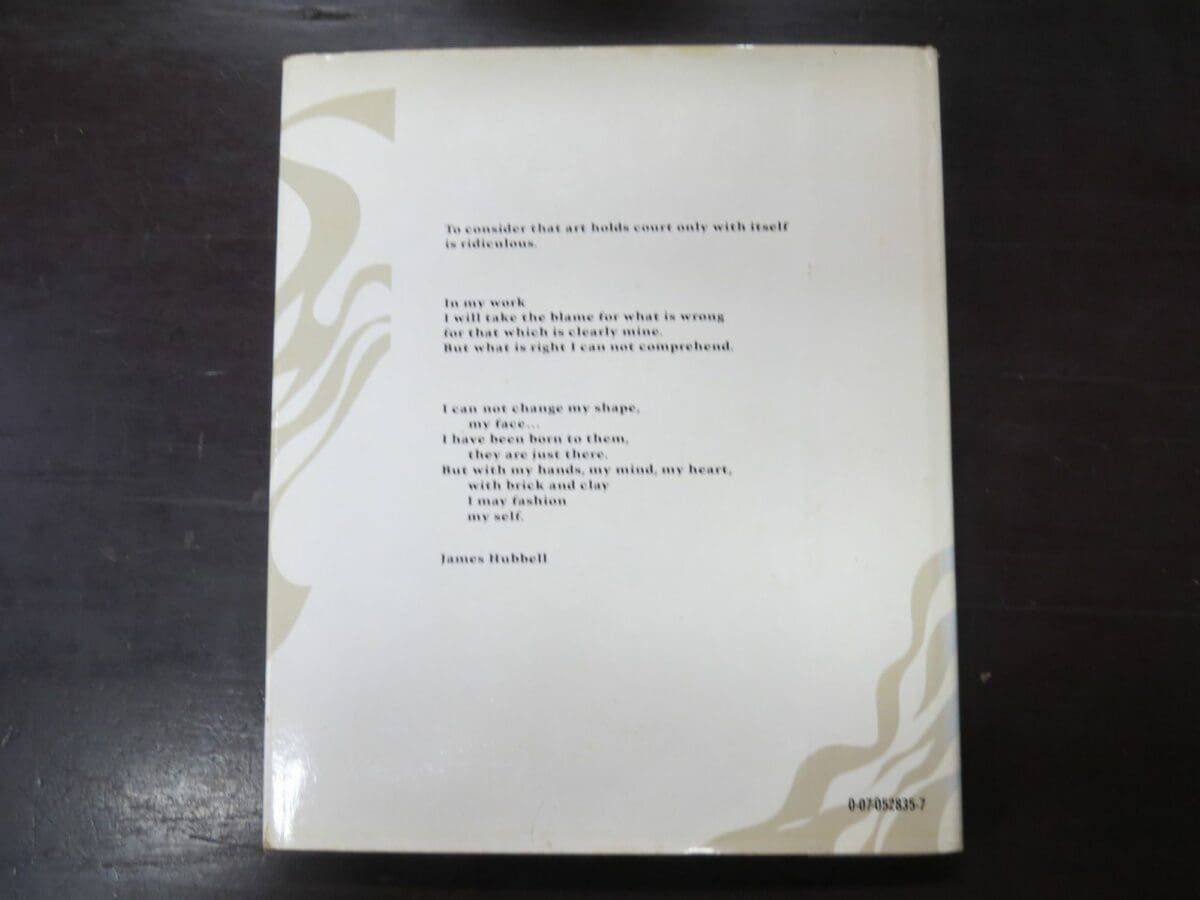 To consider that art holds court only with itself
is ridiculous.
In my work
I will take the blame for what is wrong
for that which is clearly mine.
But what is right I can not comprehend.
I can not change my shape,
my face...
I have been born to them,
they are just there.
But with my hands, my mind, my heart,
with brick and clay
I may fashion
my self.
James Hubbell
0-07-052835-7